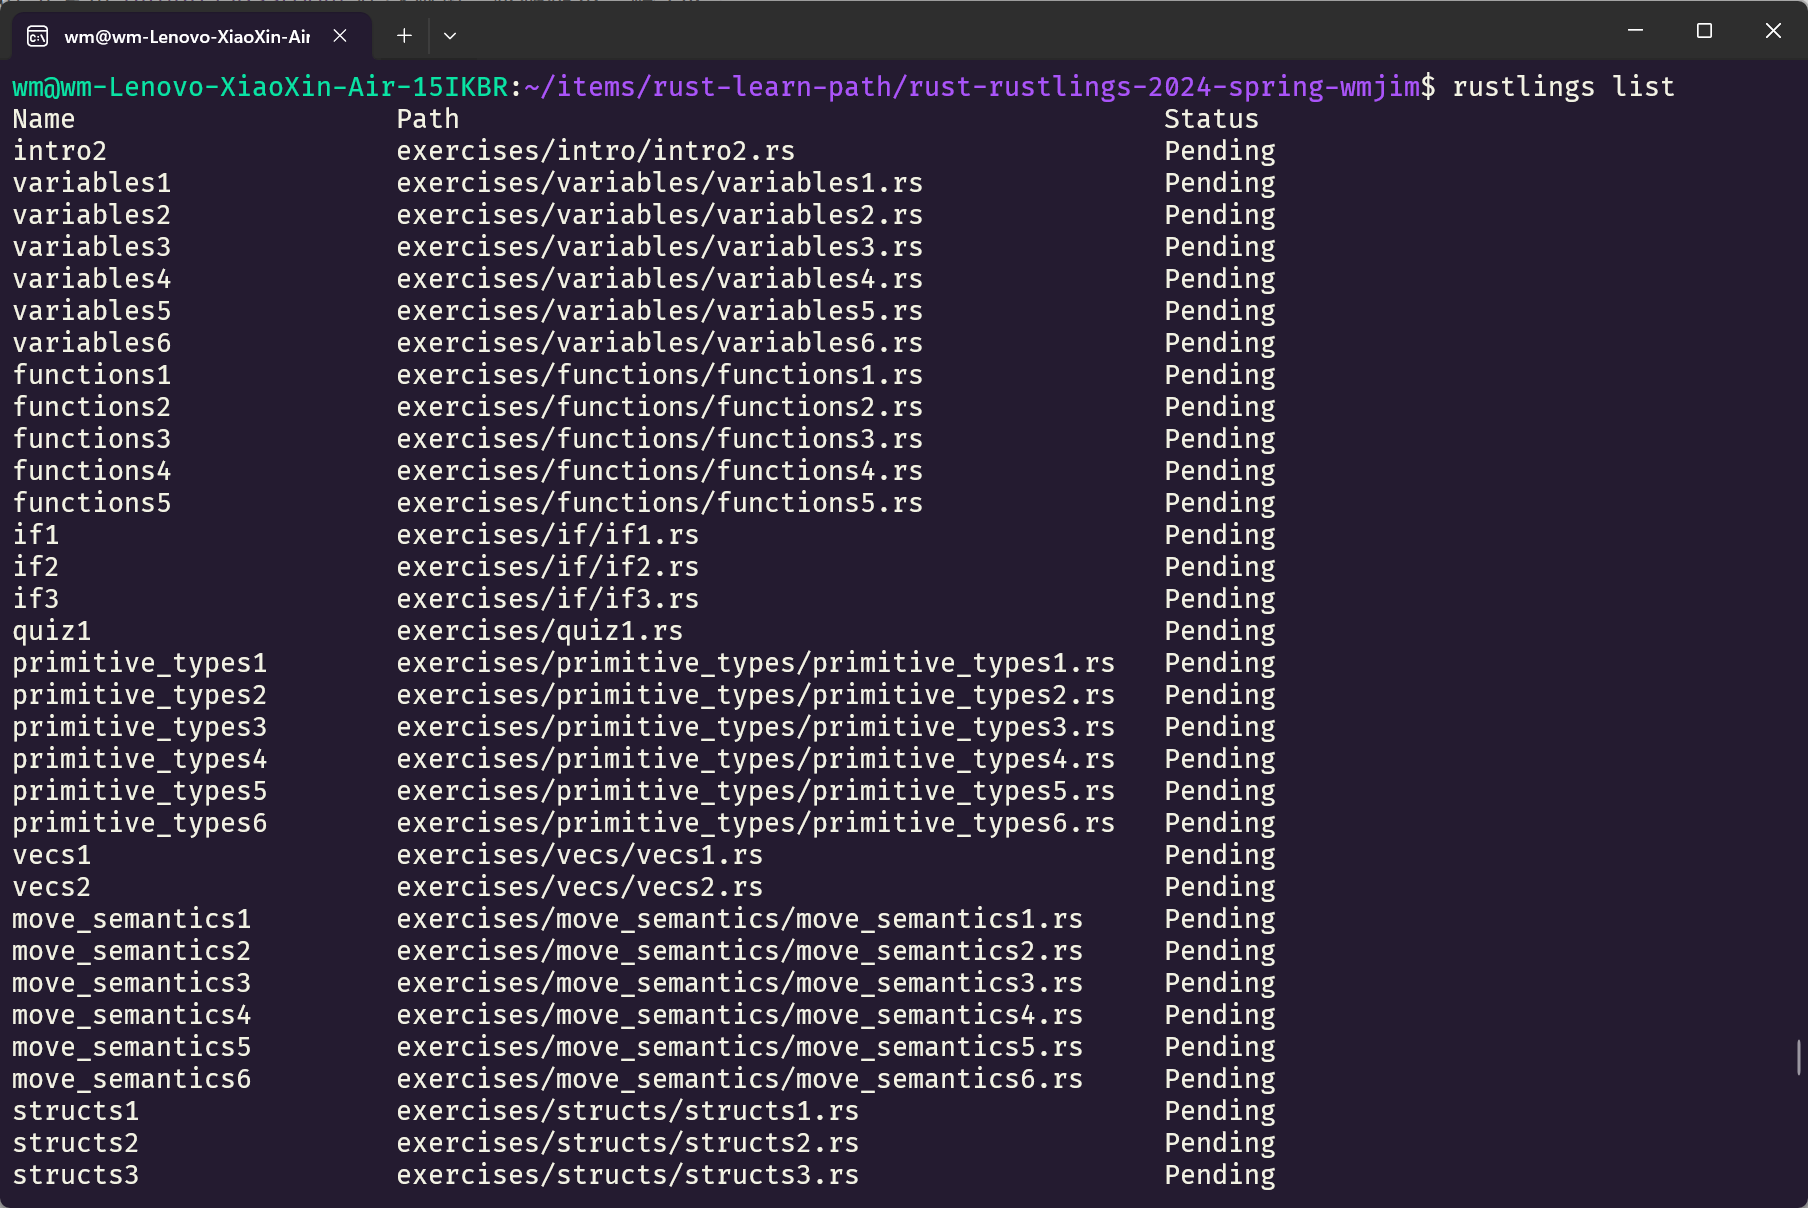 wm@wm-Lenovo-XiaoXin-Air
wm@wm-Lenovo-XiaoXin-Air-15IKBR:~/items/rust-learn-path/rust-rustlings-2024-spring-wmjim$ rustlings list
Name Path Status
intro2 exercises/intro/intro2.rs Pending
variables1 exercises/variables/variables1.rs Pending
variables2 exercises/variables/variables2.rs Pending
variables3 exercises/variables/variables3.rs Pending
variables4 exercises/variables/variables4.rs Pending
variables5 exercises/variables/variables5.rs Pending
variables6 exercises/variables/variables6.rs Pending
functions1 exercises/functions/functions1.rs Pending
functions2 exercises/functions/functions2.rs Pending
functions3 exercises/functions/functions3.rs Pending
functions4 exercises/functions/functions4.rs Pending
functions5 exercises/functions/functions5.rs Pending
if1 exercises/if/if1.rs Pending
if2 exercises/if/if2.rs Pending
if3 exercises/if/if3.rs Pending
quiz1 exercises/quiz1.rs Pending
primitive_types1 exercises/primitive_types/primitive_types1.rs Pending
primitive_types2 exercises/primitive_types/primitive_types2.rs Pending
primitive_types3 exercises/primitive_types/primitive_types3.rs Pending
primitive_types4 exercises/primitive_types/primitive_types4.rs Pending
primitive_types5 exercises/primitive_types/primitive_types5.rs Pending
primitive_types6 exercises/primitive_types/primitive_types6.rs Pending
vecs1 exercises/vecs/vecs1.rs Pending
vecs2 exercises/vecs/vecs2.rs Pending
move_semantics1 exercises/move_semantics/move_semantics1.rs Pending
move_semantics2 exercises/move_semantics/move_semantics2.rs Pending
move_semantics3 exercises/move_semantics/move_semantics3.rs Pending
move_semantics4 exercises/move_semantics/move_semantics4.rs Pending
move_semantics5 exercises/move_semantics/move_semantics5.rs Pending
move_semantics6 exercises/move_semantics/move_semantics6.rs Pending
structs1 exercises/structs/structs1.rs Pending
structs2 exercises/structs/structs2.rs Pending
structs3 exercises/structs/structs3.rs Pending